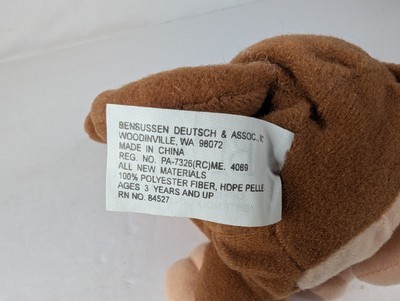 BENSUSSEN DEUTSCH & ASSOC.,
WOODINVILLE, WA 98072
MADE IN CHINA
REG. NO. PA-7326(RC)ME. 4069
ALL NEW MATERIALS
100% POLYESTER FIBER, HDPE PELLE
AGES 3 YEARS AND UP
RN NO. 84527